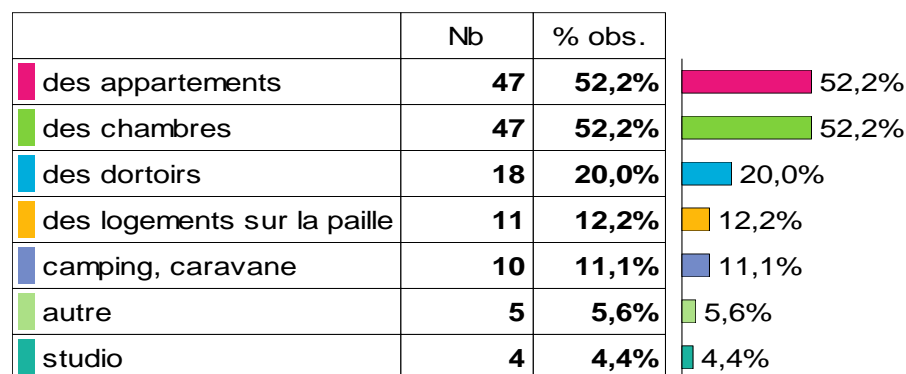 Nb % obs.
des appartements 47 52,2% 52,2%
des chambres 47 52,2% 52,2%
des dortoirs 18 20,0% 20,0%
des logements sur la paille 11 12,2% 12,2%
camping, caravane 10 11,1% 11,1%
autre 5 5,6% 5,6%
studio 4 4,4% 4,4%